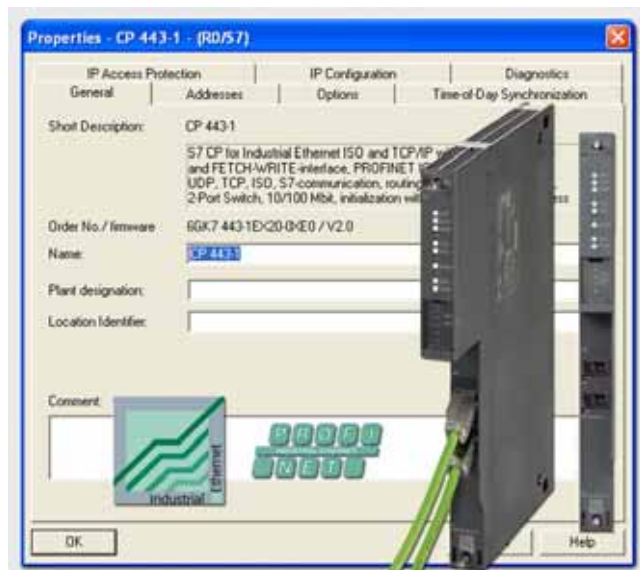 Properties - CP 443-1 - (R0/S7)
IP Access Protection
IP Configuration
Diagnostics
General
Addresses
Options
Time-of-Day Synchronization
Short Description:
CP 443-1
S7 CP for Industrial Ethernet ISO and TCP/IP
and FETCH-WRITE-interface, PROFINET
UDP, TCP, ISO, S7-communication, routing
2-Port Switch, 10/100 Mbit, initialization
Order No./ firmware
6GK7 443-1EX20-0XE0 / V2.0
Name:
CP 443-1
Plant designation:
Location Identifier:
Comment:
Industrial
Ethernet
PROFI
NET
OK
Help